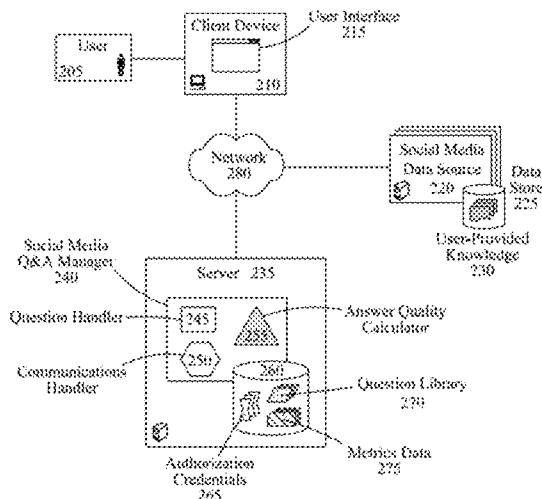 User
205
Client Device
210
User Interface
215
Network
280
Social Media
Data Source
220
Data
Store
225
User-Provided
Knowledge
230
Social Media
Q&A Manager
240
Server 235
Question Handler
245
255
Answer Quality
Calculator
250
Communications
Handler
260
Question Library
270
Metrics Data
275
Authorization
Credentials
265